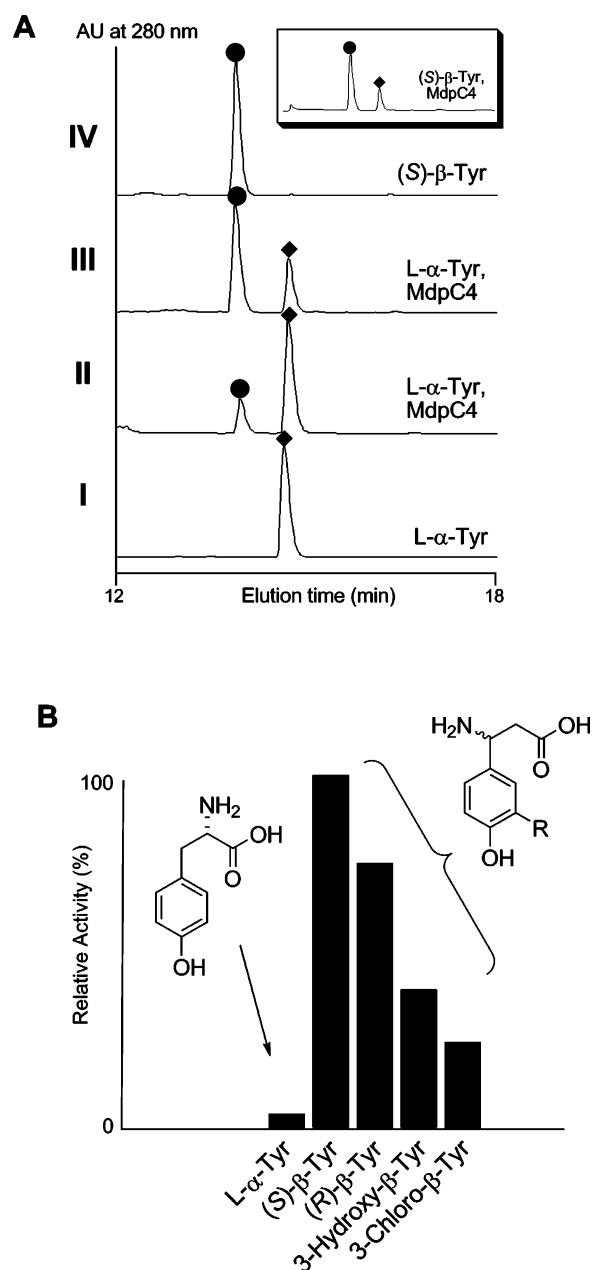 A
AU at 280 nm
(S)-β-Tyr,
MdpC4
IV
(S)-β-Tyr
III
L-α-Tyr,
MdpC4
II
L-α-Tyr,
MdpC4
I
L-α-Tyr
12
Elution time (min)
18
B
Relative Activity (%)
100
0
NH2
OH
O
OH
H2N
OH
O
R
OH
L-α-Tyr
(S)-β-Tyr
(R)-β-Tyr
3-Hydroxy-β-Tyr
3-Chloro-β-Tyr